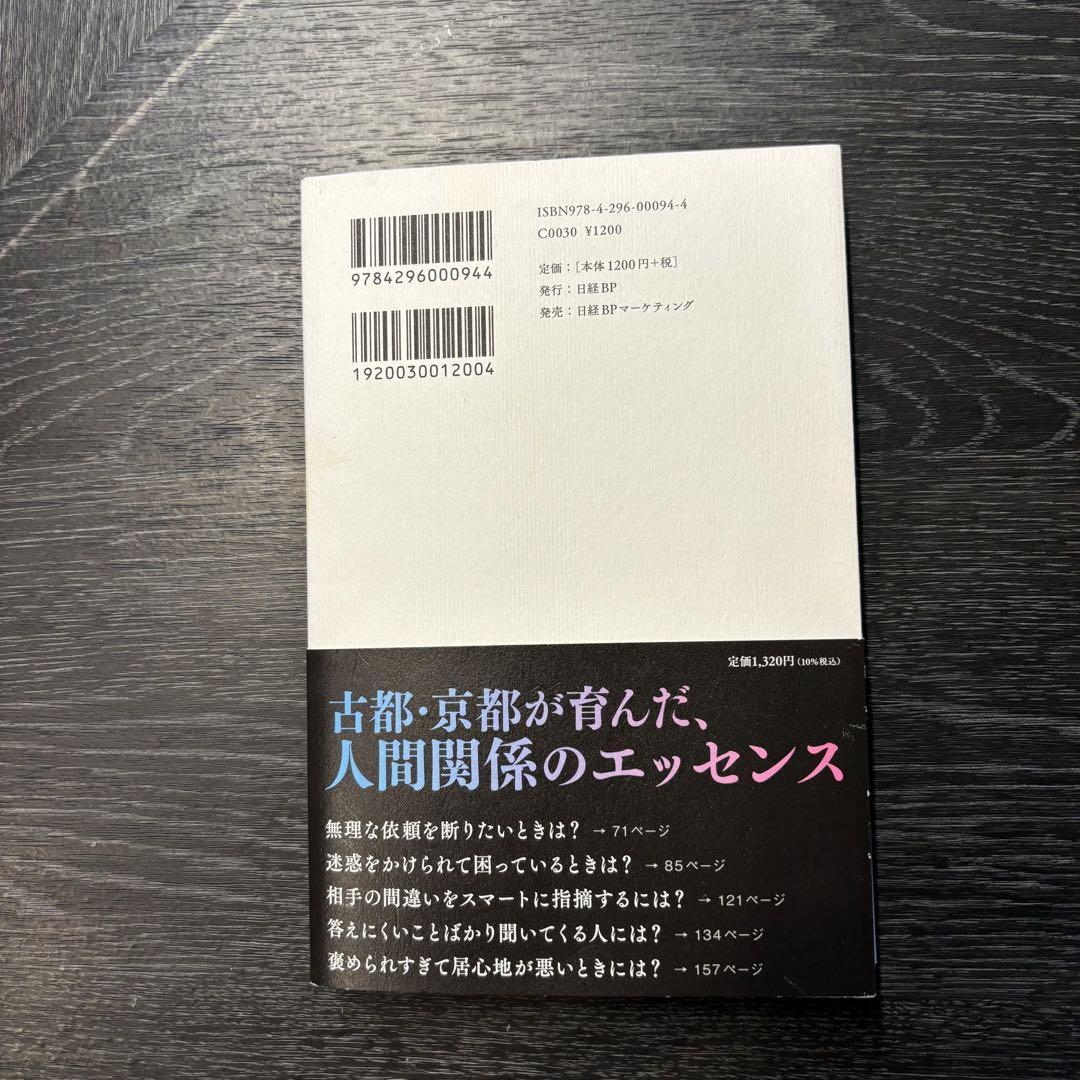 ISBN978-4-296-00094-4
C0030 ¥1200
9784296000944
定価：[本体1200円+税]
発行：日経BP
発売：日経BPマーケティング
1920030012004
定価1,320円（10％税込）
古都・京都が育んだ、
人間関係のエッセンス
無理な依頼を断りたいときは？ → 71ページ
迷惑をかけられて困っているときは？ → 85ページ
相手の間違いをスマートに指摘するには？ → 121ページ
答えにくいことばかり聞いてくる人には？ → 134ページ
褒められすぎて居心地が悪いときには？ → 157ページ